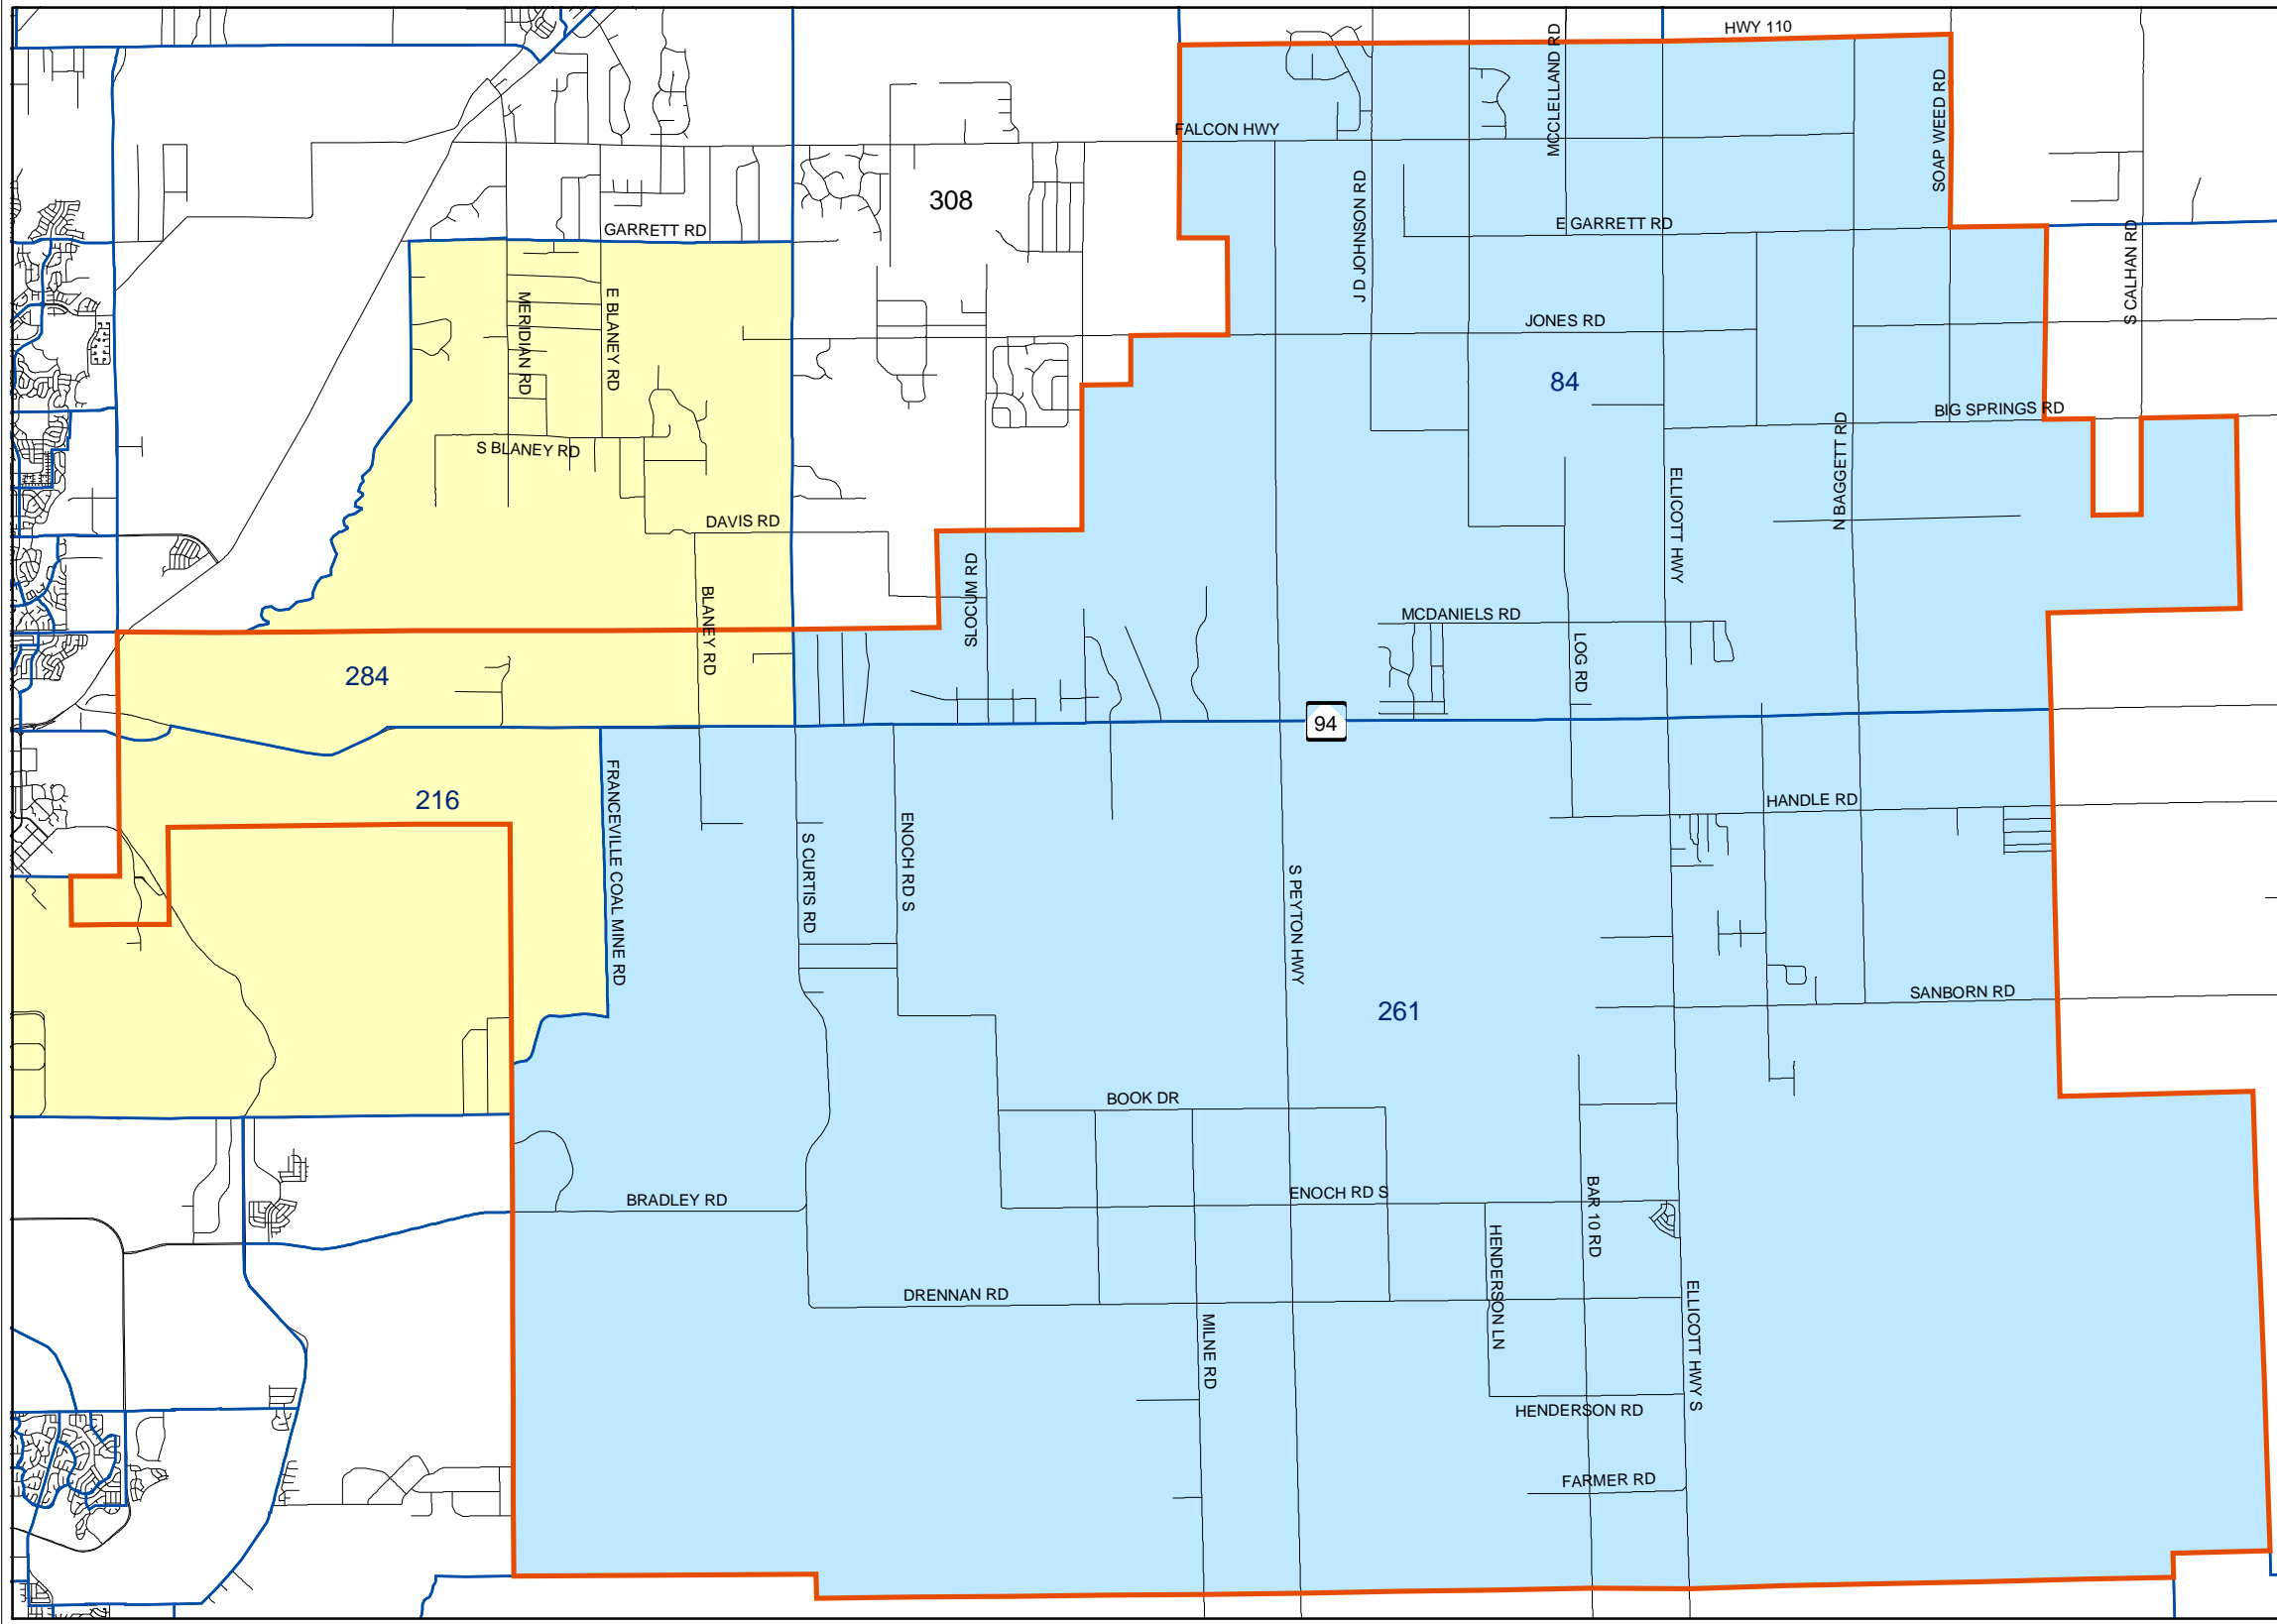 HWY 110
MCCLELLAND RD
SOAP WEED RD
FALCON HWY
308
J D JOHNSON RD
GARRETT RD
E GARRETT RD
S CALHAN RD
MERIDIAN RD
E BLANEY RD
JONES RD
84
BIG SPRINGS RD
N BAGGETT RD
S BLANEY RD
ELLICOTT HWY
DAVIS RD
SLOCUM RD
BLANEY RD
MCDANIELS RD
LOG RD
284
94
216
FRANCEVILLE COAL MINE RD
HANDLE RD
S CURTIS RD
ENOCH RD S
S PEYTON HWY
261
SANBORN RD
BOOK DR
BRADLEY RD
ENOCH RD S
BAR 10 RD
HENDERSON LN
DRENNAN RD
MILNE RD
ELLICOTT HWY S
HENDERSON RD
FARMER RD